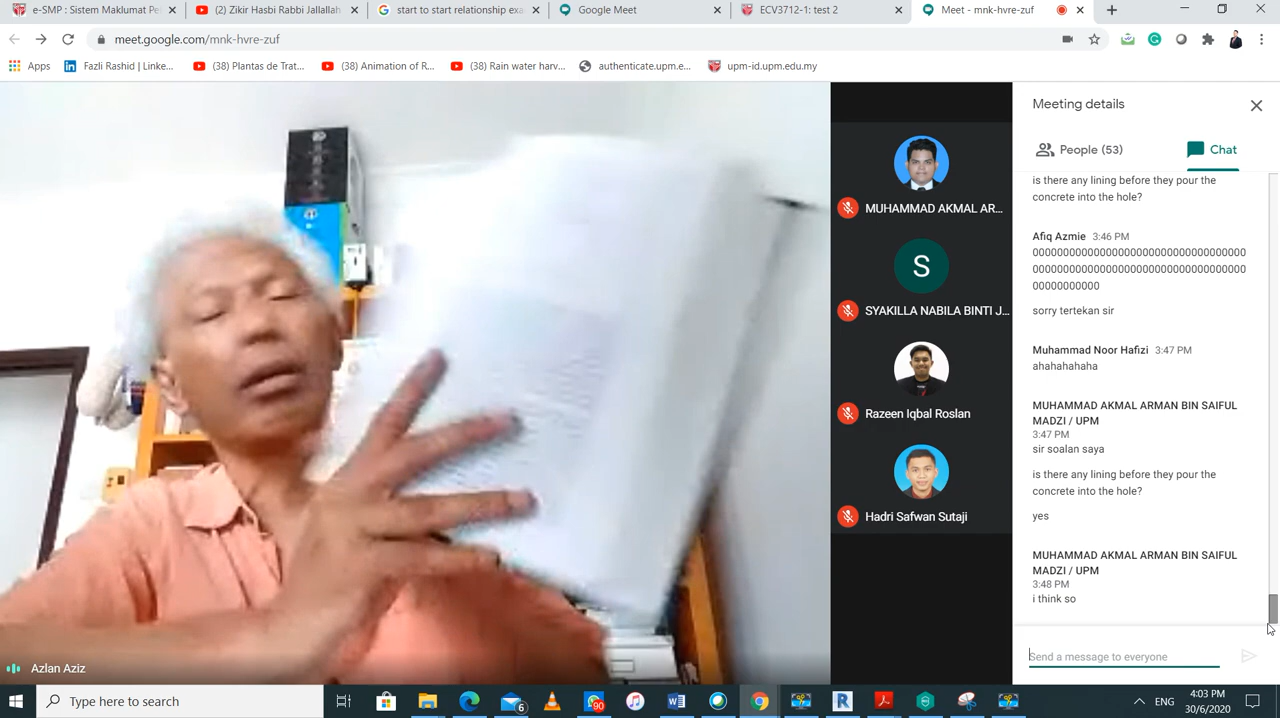 e-SMP : Sistem Maklumat Pel
(2) Zikir Hasbi Rabbi Jallallah
start to start relationship exa
Google Meet
ECV3712-1: test 2
Meet - mnk-hvre-zuf
meet.google.com/mnk-hvre-zuf
Apps
Fazli Rashid | Linke...
(38) Plantas de Trat...
(38) Animation of R...
(38) Rain water harv...
authenticate.upm.e...
upm-id.upm.edu.my
Meeting details
People (53)
Chat
is there any lining before they pour the
concrete into the hole?
Afiq Azmie 3:46 PM
sorry tertekan sir
Muhammad Noor Hafizi 3:47 PM
ahahahahaha
MUHAMMAD AKMAL ARMAN BIN SAIFUL
MADZI / UPM
3:47 PM
sir soalan saya
is there any lining before they pour the
concrete into the hole?
yes
MUHAMMAD AKMAL ARMAN BIN SAIFUL
MADZI / UPM
3:48 PM
i think so
Send a message to everyone
MUHAMMAD AKMAL AR...
S
SYAKILLA NABILA BINTI J...
Razeen Iqbal Roslan
Hadri Safwan Sutaji
Azlan Aziz
Type here to search
6
90
ENG
4:03 PM
30/6/2020